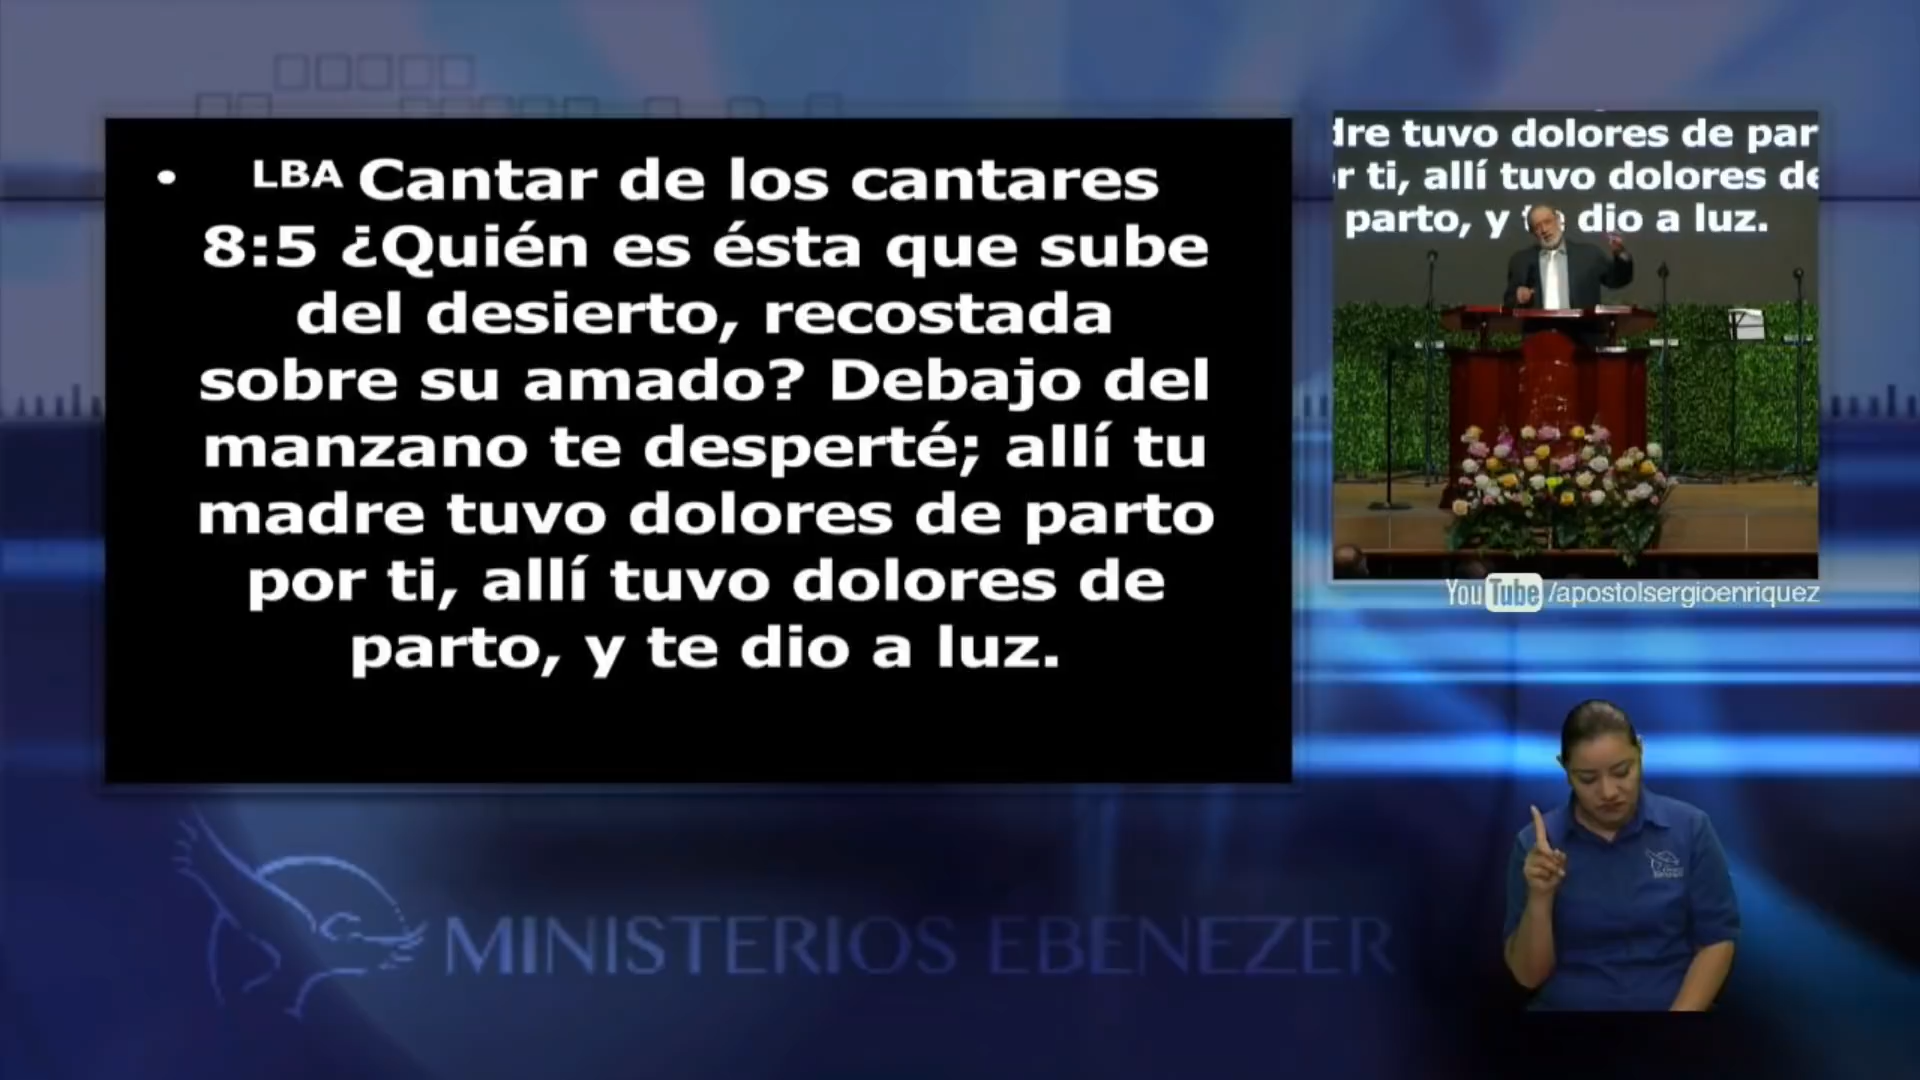 • LBA Cantar de los cantares
8:5 ¿Quién es ésta que sube
del desierto, recostada
sobre su amado? Debajo del
manzano te desperté; allí tu
madre tuvo dolores de parto
por ti, allí tuvo dolores de
parto, y te dio a luz.
dre tuvo dolores de par
r ti, allí tuvo dolores de
parto, y te dio a luz.
YouTube/apostolsergioenriquez
MINISTERIOS EBENEZER